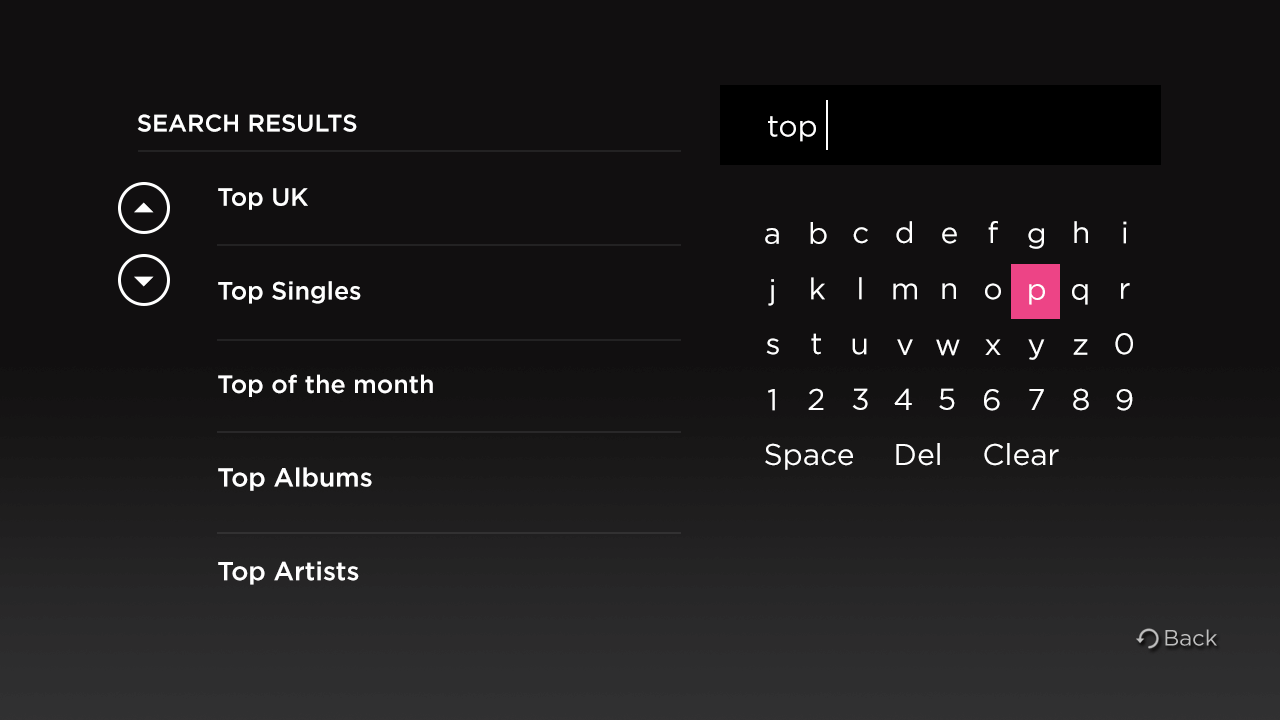 SEARCH RESULTS
Top UK
Top Singles
Top of the month
Top Albums
Top Artists
top
a b c d e f g h i
j k l m n o p q r
s t u v w x y z 0
1 2 3 4 5 6 7 8 9
Space Del Clear
Back